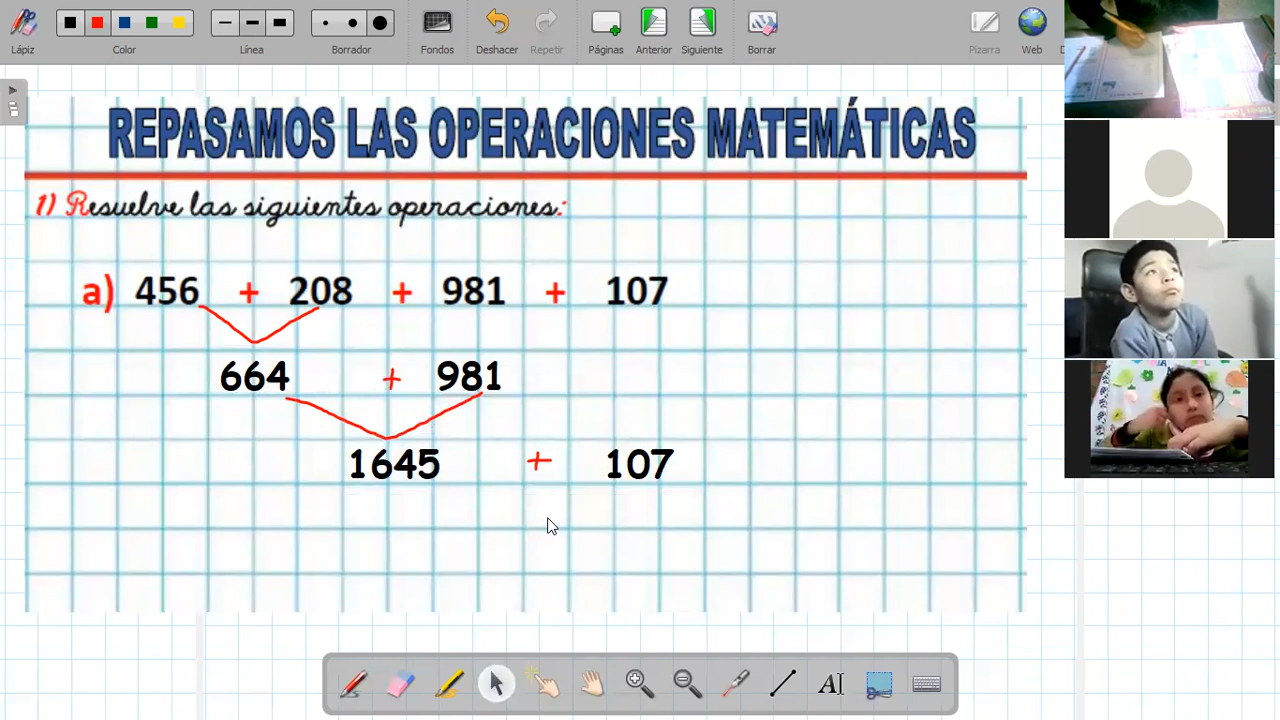 Lápiz Color Línea Borrador Fondos Deshacer Repetir Páginas Anterior Siguiente Borrar Pizarra Web
REPASAMOS LAS OPERACIONES MATEMÁTICAS
1) Resuelve las siguientes operaciones:
a) 456 + 208 + 981 + 107
664 + 981
1645 + 107